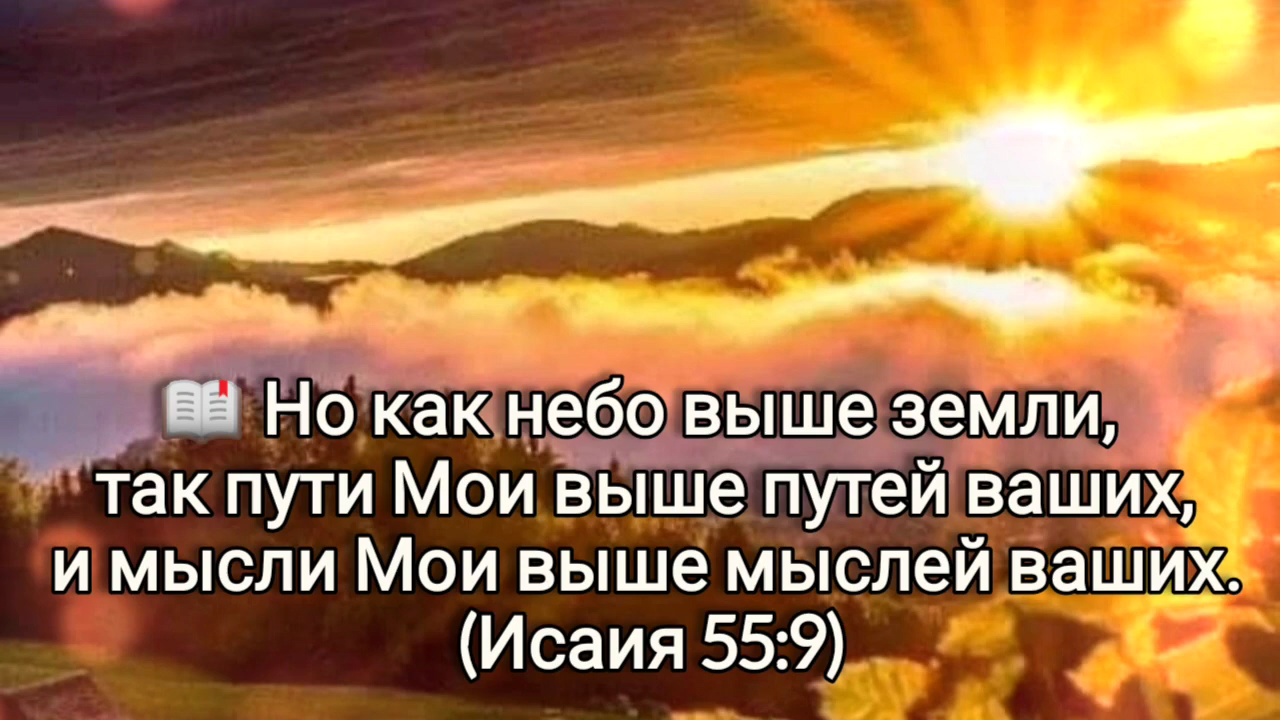 📖 Но как небо выше земли,
так пути Мои выше путей ваших,
и мысли Мои выше мыслей ваших.
(Исаия 55:9)